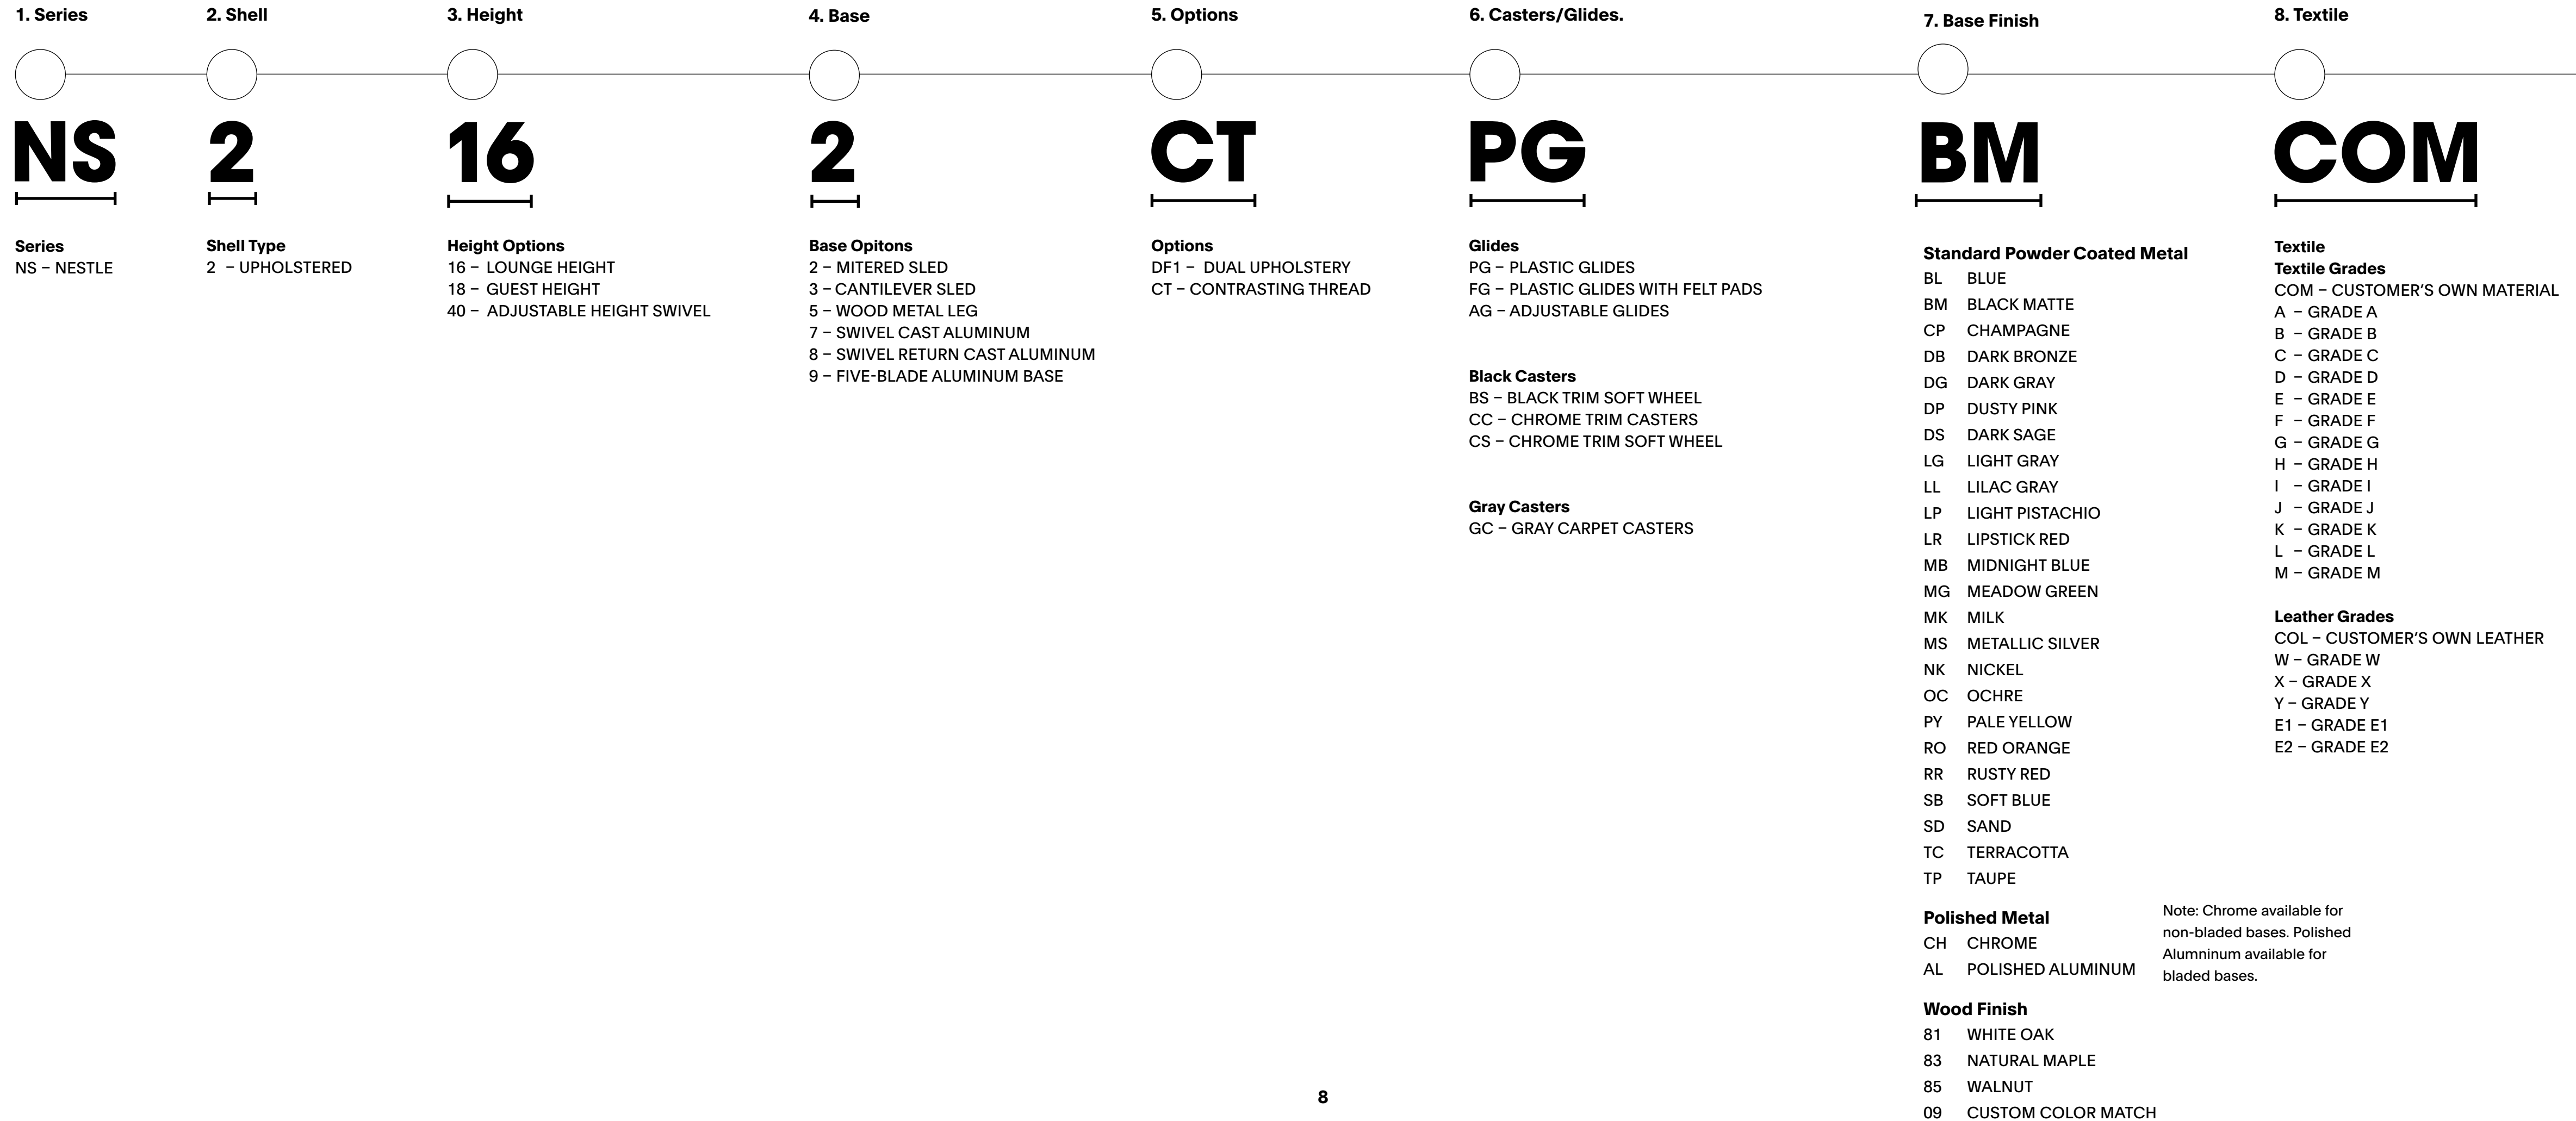 1. Series
2. Shell
3. Height
4. Base
5. Options
6. Casters/Glides.
7. Base Finish
8. Textile
NS
2
16
2
CT
PG
BM
COM
Series
NS – NESTLE
Shell Type
2 – UPHOLSTERED
Height Options
16 – LOUNGE HEIGHT
18 – GUEST HEIGHT
40 – ADJUSTABLE HEIGHT SWIVEL
Base Opitons
2 – MITERED SLED
3 – CANTILEVER SLED
5 – WOOD METAL LEG
7 – SWIVEL CAST ALUMINUM
8 – SWIVEL RETURN CAST ALUMINUM
9 – FIVE-BLADE ALUMINUM BASE
Options
DF1 – DUAL UPHOLSTERY
CT – CONTRASTING THREAD
Glides
PG – PLASTIC GLIDES
FG – PLASTIC GLIDES WITH FELT PADS
AG – ADJUSTABLE GLIDES
Black Casters
BS – BLACK TRIM SOFT WHEEL
CC – CHROME TRIM CASTERS
CS – CHROME TRIM SOFT WHEEL
Gray Casters
GC – GRAY CARPET CASTERS
Standard Powder Coated Metal
BL BLUE
BM BLACK MATTE
CP CHAMPAGNE
DB DARK BRONZE
DG DARK GRAY
DP DUSTY PINK
DS DARK SAGE
LG LIGHT GRAY
LL LILAC GRAY
LP LIGHT PISTACHIO
LR LIPSTICK RED
MB MIDNIGHT BLUE
MG MEADOW GREEN
MK MILK
MS METALLIC SILVER
NK NICKEL
OC OCHRE
PY PALE YELLOW
RO RED ORANGE
RR RUSTY RED
SB SOFT BLUE
SD SAND
TC TERRACOTTA
TP TAUPE
Polished Metal
CH CHROME
AL POLISHED ALUMINUM
Note: Chrome available for
non-bladed bases. Polished
Alumninum available for
bladed bases.
Wood Finish
81 WHITE OAK
83 NATURAL MAPLE
85 WALNUT
09 CUSTOM COLOR MATCH
Textile
Textile Grades
COM – CUSTOMER'S OWN MATERIAL
A – GRADE A
B – GRADE B
C – GRADE C
D – GRADE D
E – GRADE E
F – GRADE F
G – GRADE G
H – GRADE H
I – GRADE I
J – GRADE J
K – GRADE K
L – GRADE L
M – GRADE M
Leather Grades
COL – CUSTOMER'S OWN LEATHER
W – GRADE W
X – GRADE X
Y – GRADE Y
E1 – GRADE E1
E2 – GRADE E2
8